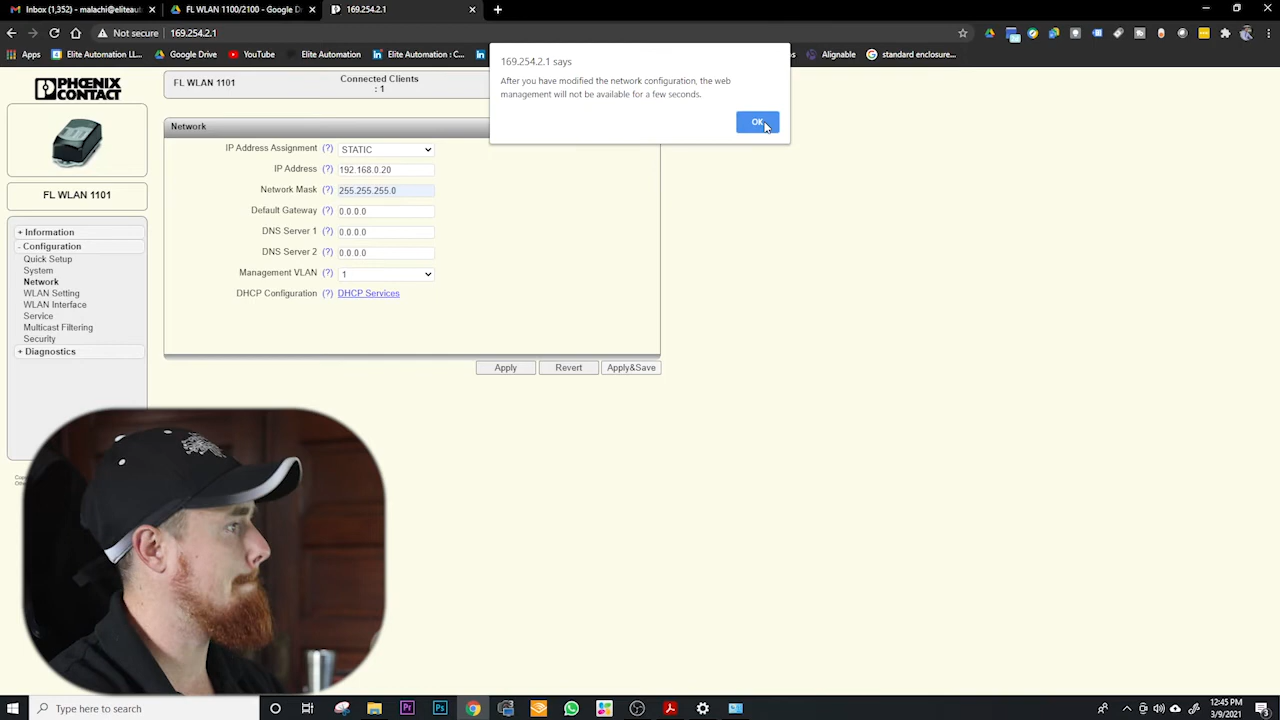 Inbox (1,352) - malachi@eliteauto
FL WLAN 1100/2100 - Google Driv
169.254.2.1
Not secure
169.254.2.1
Apps
Elite Automation LL...
Google Drive
YouTube
Elite Automation
Elite Automation : C...
Alignable
standard enclosure...
169.254.2.1 says
After you have modified the network configuration, the web
management will not be available for a few seconds.
OK
PHŒNIX
CONTACT
FL WLAN 1101
Connected Clients
: 1
FL WLAN 1101
Network
IP Address Assignment (?) STATIC
IP Address (?) 192.168.0.20
Network Mask (?) 255.255.255.0
Default Gateway (?) 0.0.0.0
DNS Server 1 (?) 0.0.0.0
DNS Server 2 (?) 0.0.0.0
Management VLAN (?) 1
DHCP Configuration (?) DHCP Services
Apply
Revert
Apply&Save
+ Information
- Configuration
Quick Setup
System
Network
WLAN Setting
WLAN Interface
Service
Multicast Filtering
Security
+ Diagnostics
Type here to search
12:45 PM
3/9/2021